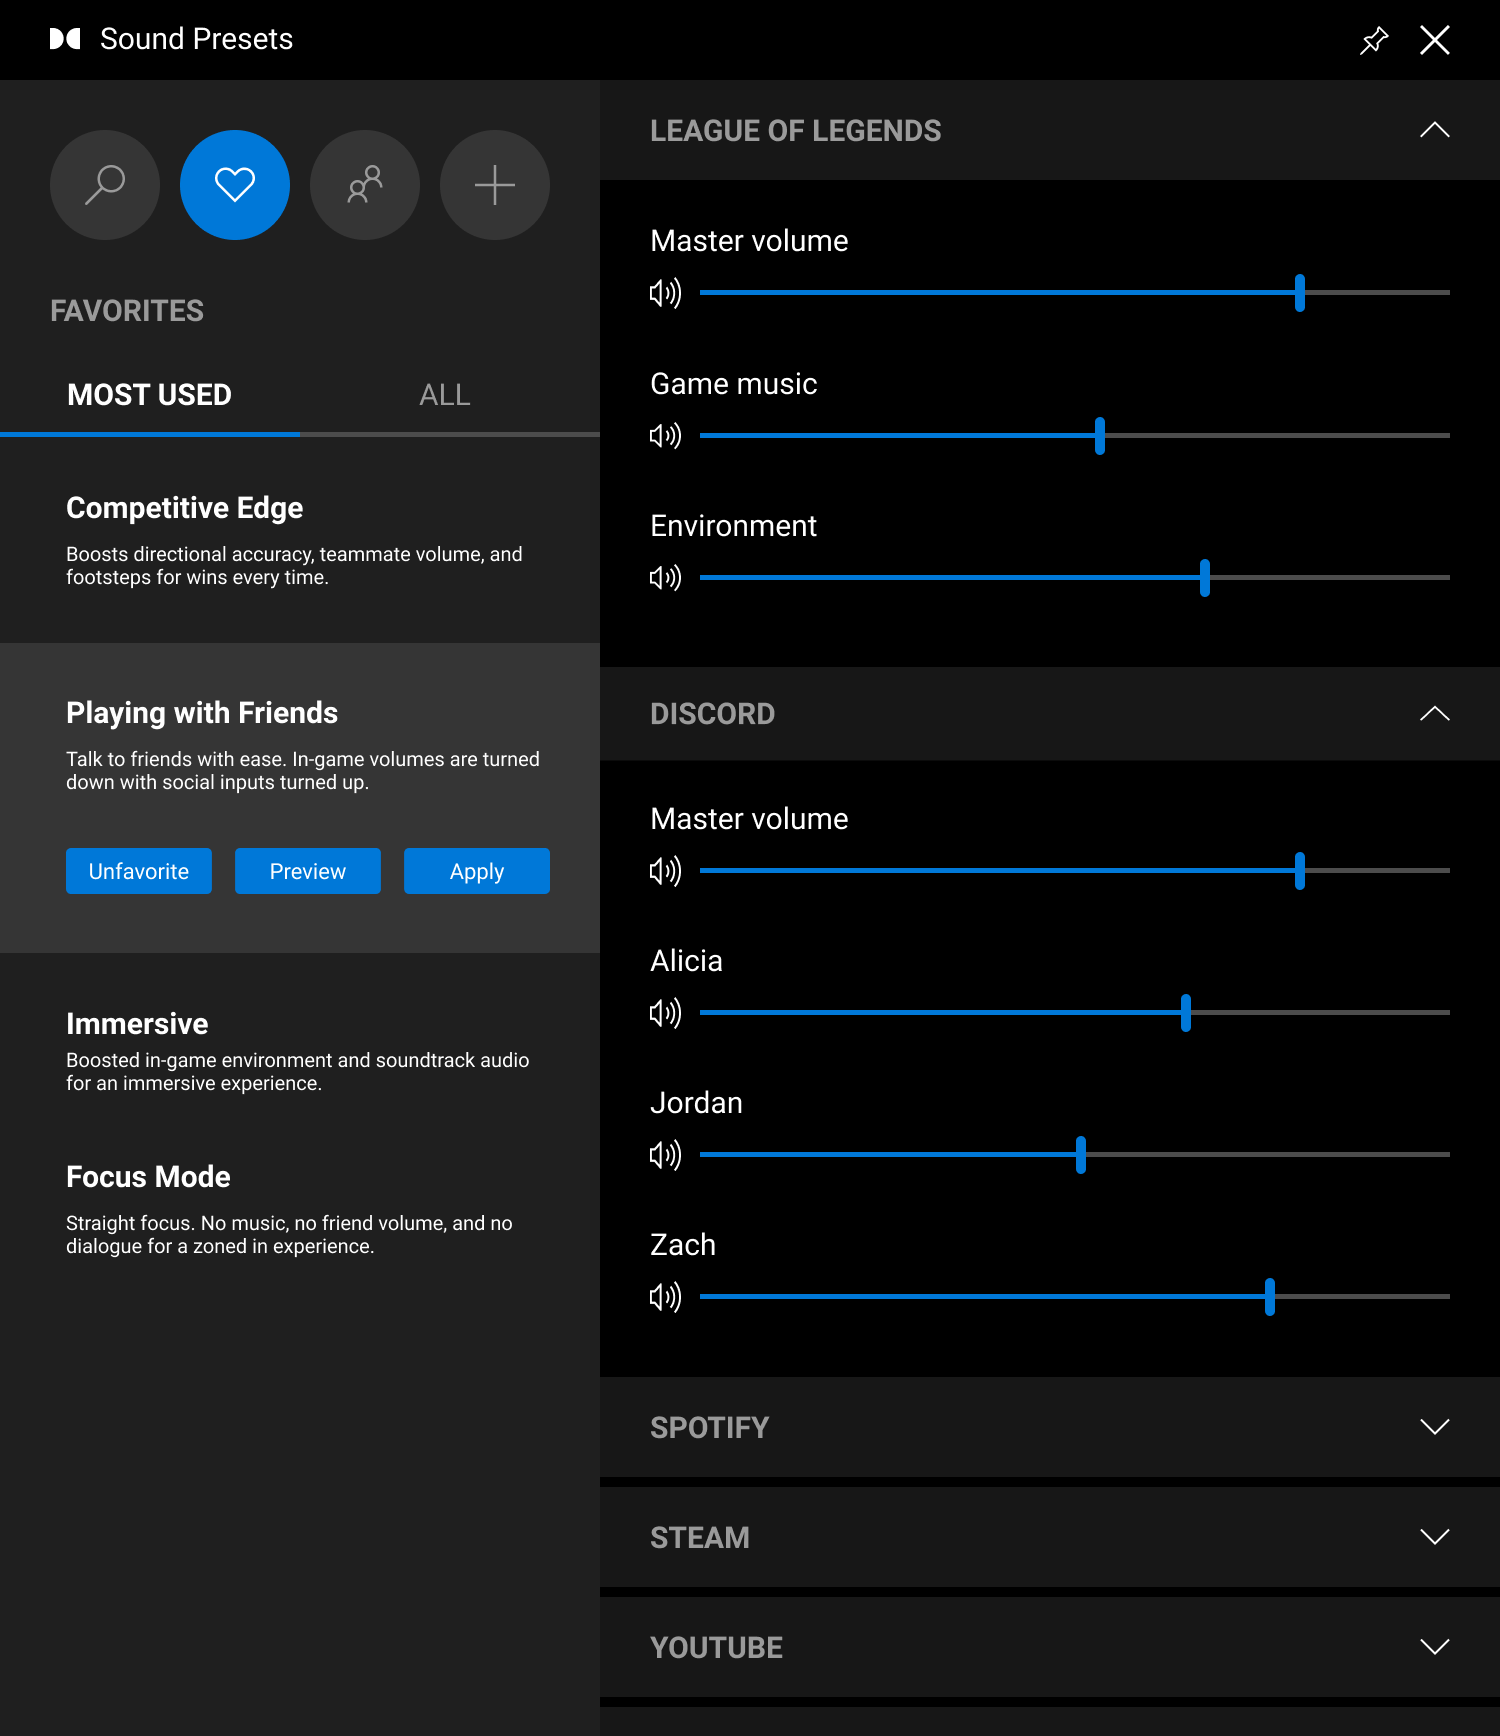 Sound Presets
FAVORITES
MOST USED
ALL
Competitive Edge
Boosts directional accuracy, teammate volume, and
footsteps for wins every time.
Playing with Friends
Talk to friends with ease. In-game volumes are turned
down with social inputs turned up.
Unfavorite
Preview
Apply
Immersive
Boosted in-game environment and soundtrack audio
for an immersive experience.
Focus Mode
Straight focus. No music, no friend volume, and no
dialogue for a zoned in experience.
LEAGUE OF LEGENDS
Master volume
Game music
Environment
DISCORD
Master volume
Alicia
Jordan
Zach
SPOTIFY
STEAM
YOUTUBE